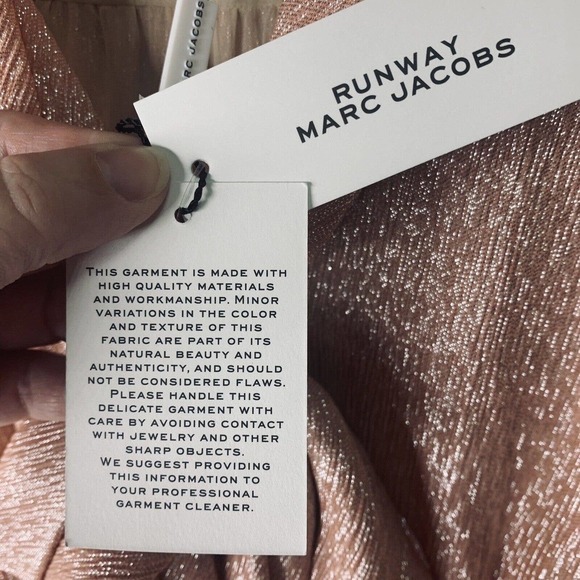 RC JACOBS
RUNWAY
MARC JACOBS
THIS GARMENT IS MADE WITH
HIGH QUALITY MATERIALS
AND WORKMANSHIP. MINOR
VARIATIONS IN THE COLOR
AND TEXTURE OF THIS
FABRIC ARE PART OF ITS
NATURAL BEAUTY AND
AUTHENTICITY, AND SHOULD
NOT BE CONSIDERED FLAWS.
PLEASE HANDLE THIS
DELICATE GARMENT WITH
CARE BY AVOIDING CONTACT
WITH JEWELRY AND OTHER
SHARP OBJECTS.
WE SUGGEST PROVIDING
THIS INFORMATION TO
YOUR PROFESSIONAL
GARMENT CLEANER.